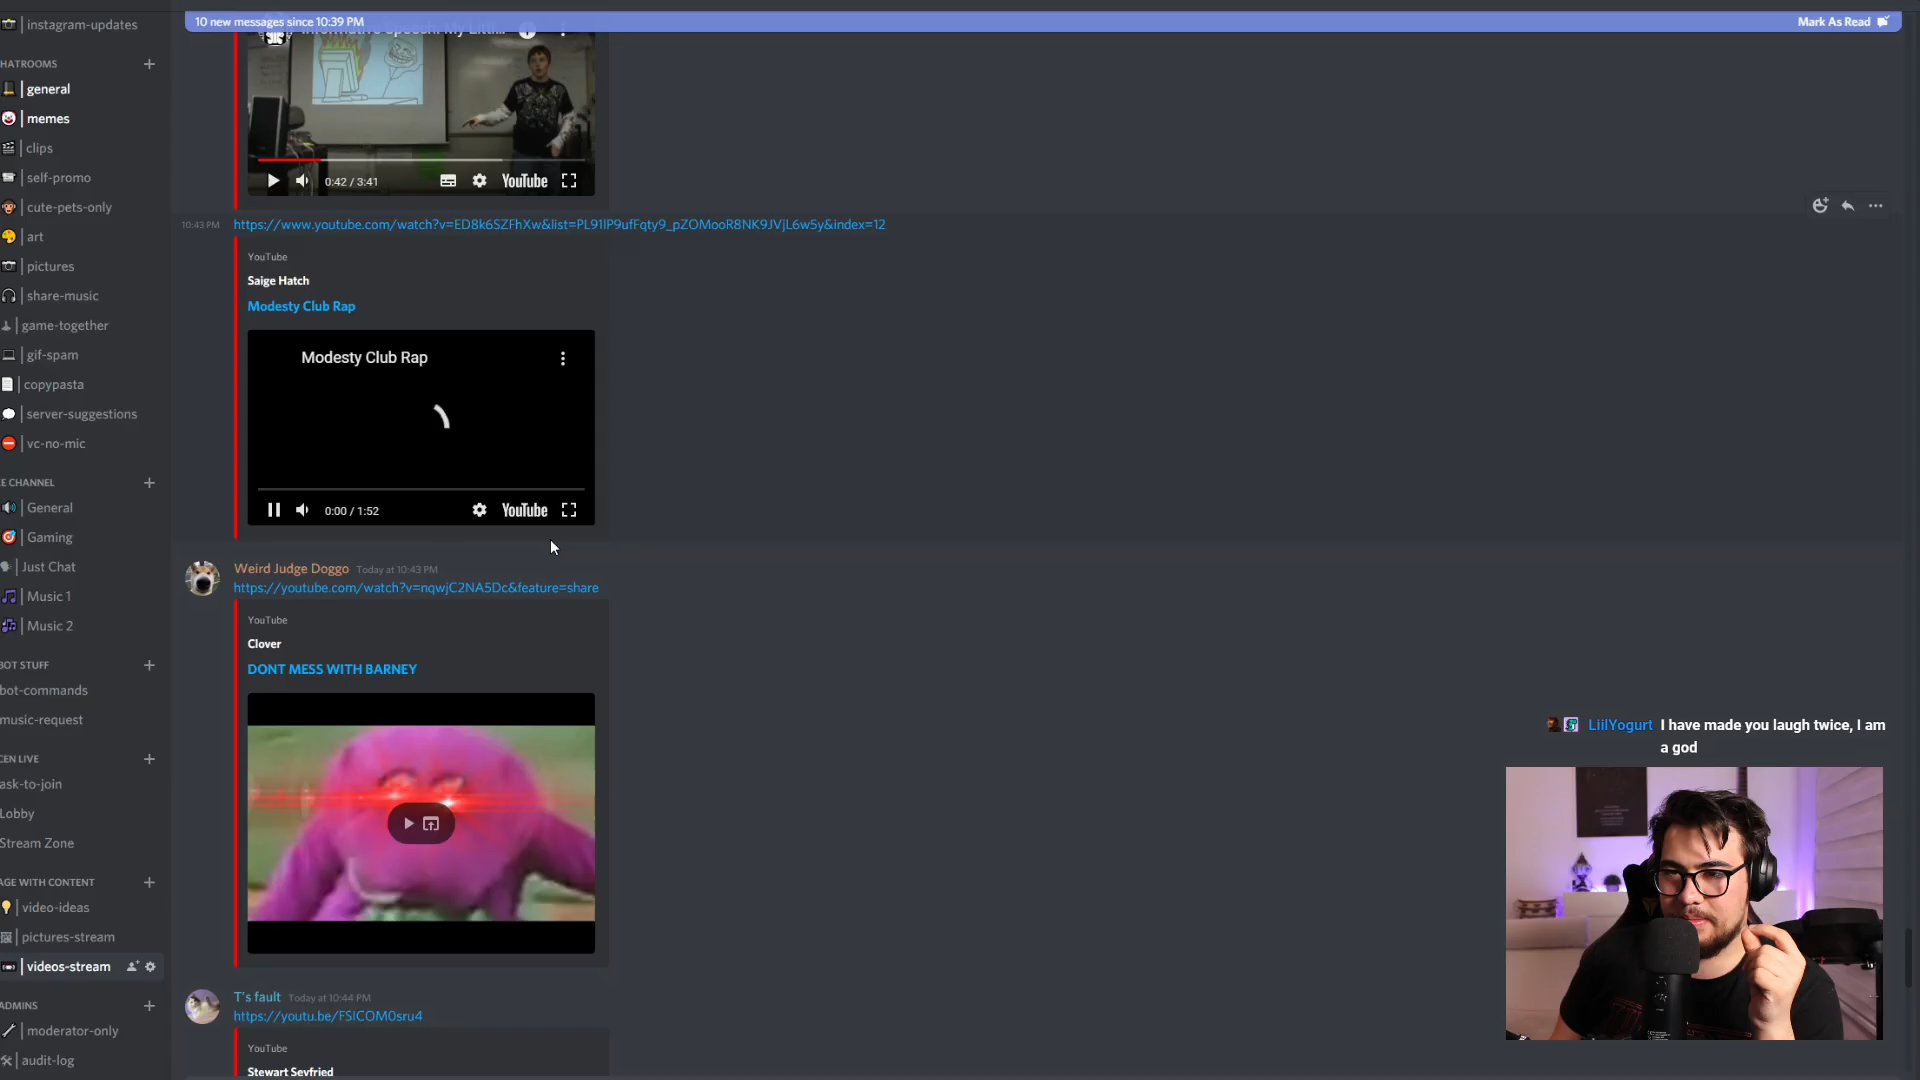 instagram-updates
HATROOMS
general
memes
clips
self-promo
cute-pets-only
art
pictures
share-music
game-together
gif-spam
copypasta
server-suggestions
vc-no-mic
E CHANNEL
General
Gaming
Just Chat
Music 1
Music 2
BOT STUFF
bot-commands
music-request
CEN LIVE
ask-to-join
Lobby
Stream Zone
AGE WITH CONTENT
video-ideas
pictures-stream
videos-stream
ADMINS
moderator-only
audit-log
10 new messages since 10:39 PM
Mark As Read
0:42 / 3:41
YouTube
10:43 PM
https://www.youtube.com/watch?v=ED8k6SZFhXw&list=PL91lP9ufFqty9_pZOMooR8NK9JVjL6w5y&index=12
YouTube
Saige Hatch
Modesty Club Rap
Modesty Club Rap
0:00 / 1:52
YouTube
Weird Judge Doggo Today at 10:43 PM
https://youtube.com/watch?v=nqwjC2NA5Dc&feature=share
YouTube
Clover
DONT MESS WITH BARNEY
T's fault Today at 10:44 PM
https://youtu.be/FSICOM0sru4
YouTube
Stewart Seyfried
LiilYogurt I have made you laugh twice, I am
a god